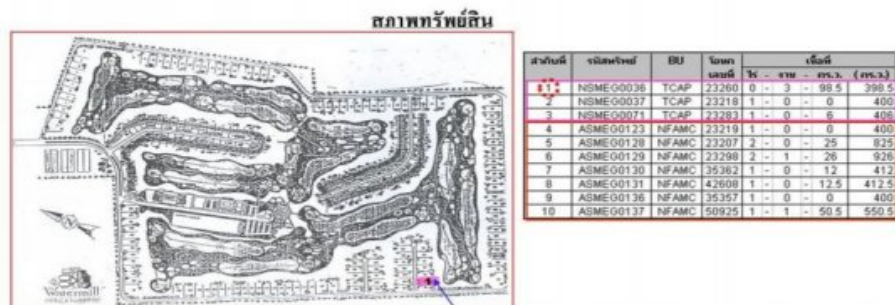 สภาพทรัพย์สิน
ลำดับที่ รหัสทรัพย์ BU โฉนดเลขที่ เนื้อที่
ไร่ - งาน - ตร.ว. (ตร.ว.)
1 NSMEG0036 TCAP 23260 0 - 3 - 98.5 398.5
2 NSMEG0037 TCAP 23218 1 - 0 - 0 400
3 NSMEG0071 TCAP 23283 1 - 0 - 6 406
4 ASMEG0123 NFAMC 23219 1 - 0 - 0 400
5 ASMEG0128 NFAMC 23207 2 - 0 - 25 825
6 ASMEG0129 NFAMC 23298 2 - 1 - 26 926
7 ASMEG0130 NFAMC 35362 1 - 0 - 12 412
8 ASMEG0131 NFAMC 42608 1 - 0 - 12.5 412.5
9 ASMEG0136 NFAMC 35357 1 - 0 - 0 400
10 ASMEG0137 NFAMC 50925 1 - 1 - 50.5 550.5
Watermill